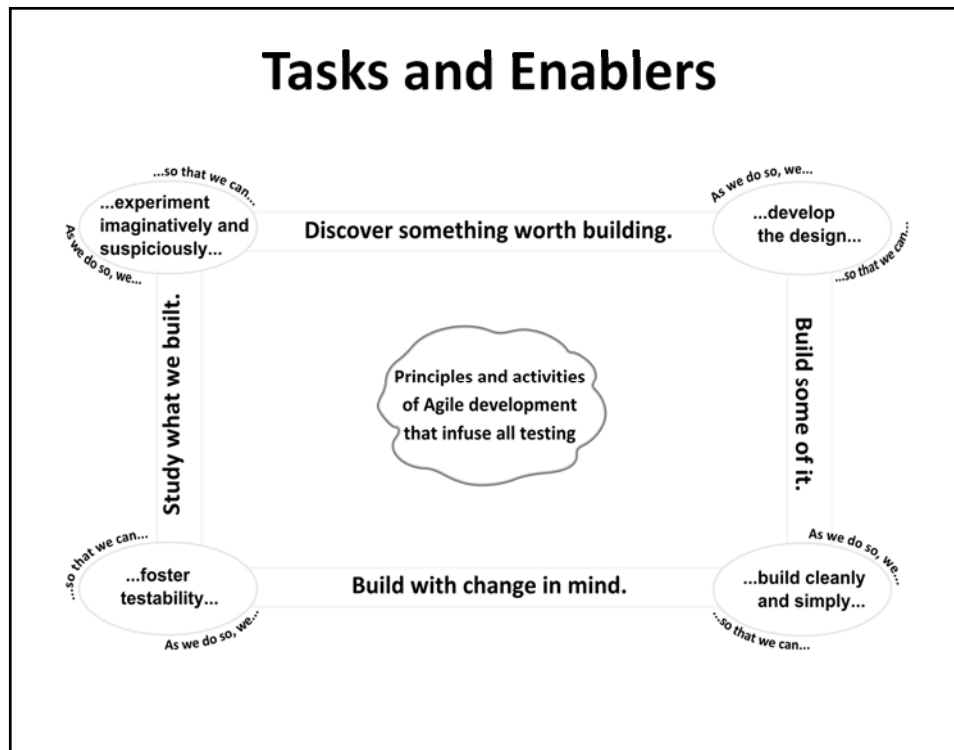 Tasks and Enablers
...so that we can...
...experiment
imaginatively and
suspiciously...
As we do so, we...
Discover something worth building.
As we do so, we...
...develop
the design...
...so that we can...
Study what we built.
Principles and activities
of Agile development
that infuse all testing
Build some of it.
...so that we can...
...foster
testability...
As we do so, we...
Build with change in mind.
As we do so, we...
...build cleanly
and simply...
...so that we can...